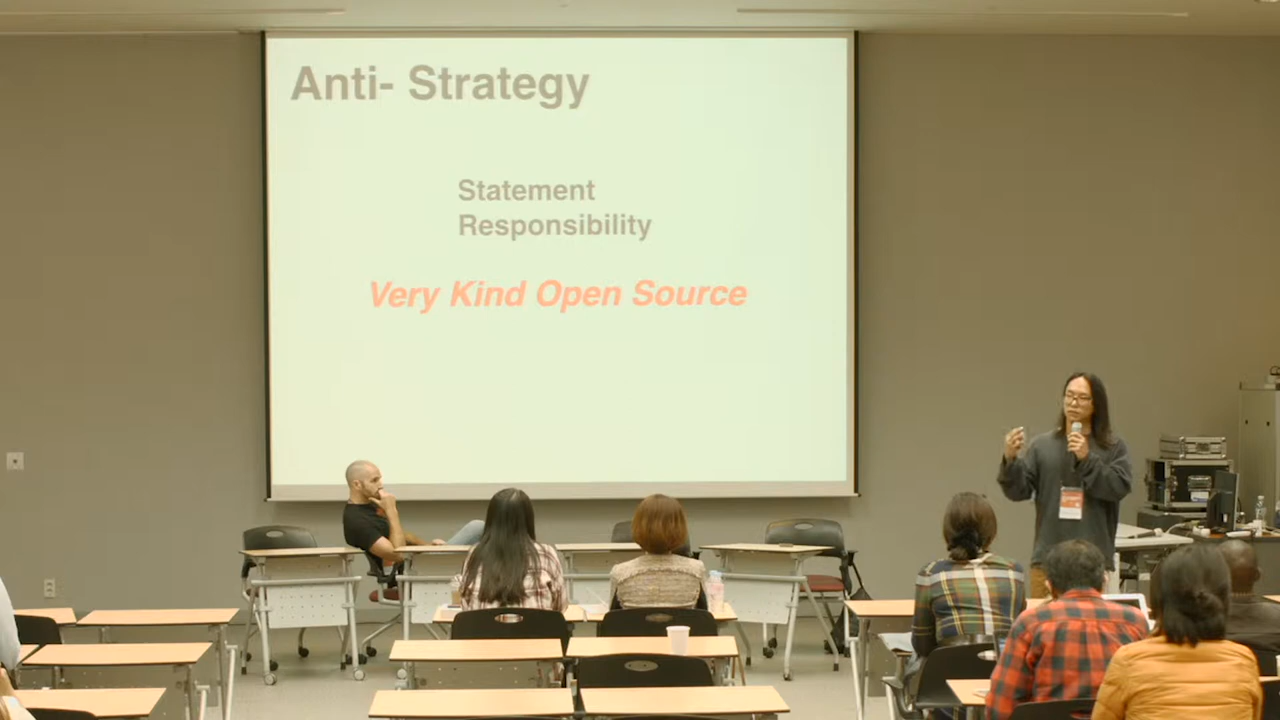 Anti- Strategy
Statement
Responsibility
Very Kind Open Source